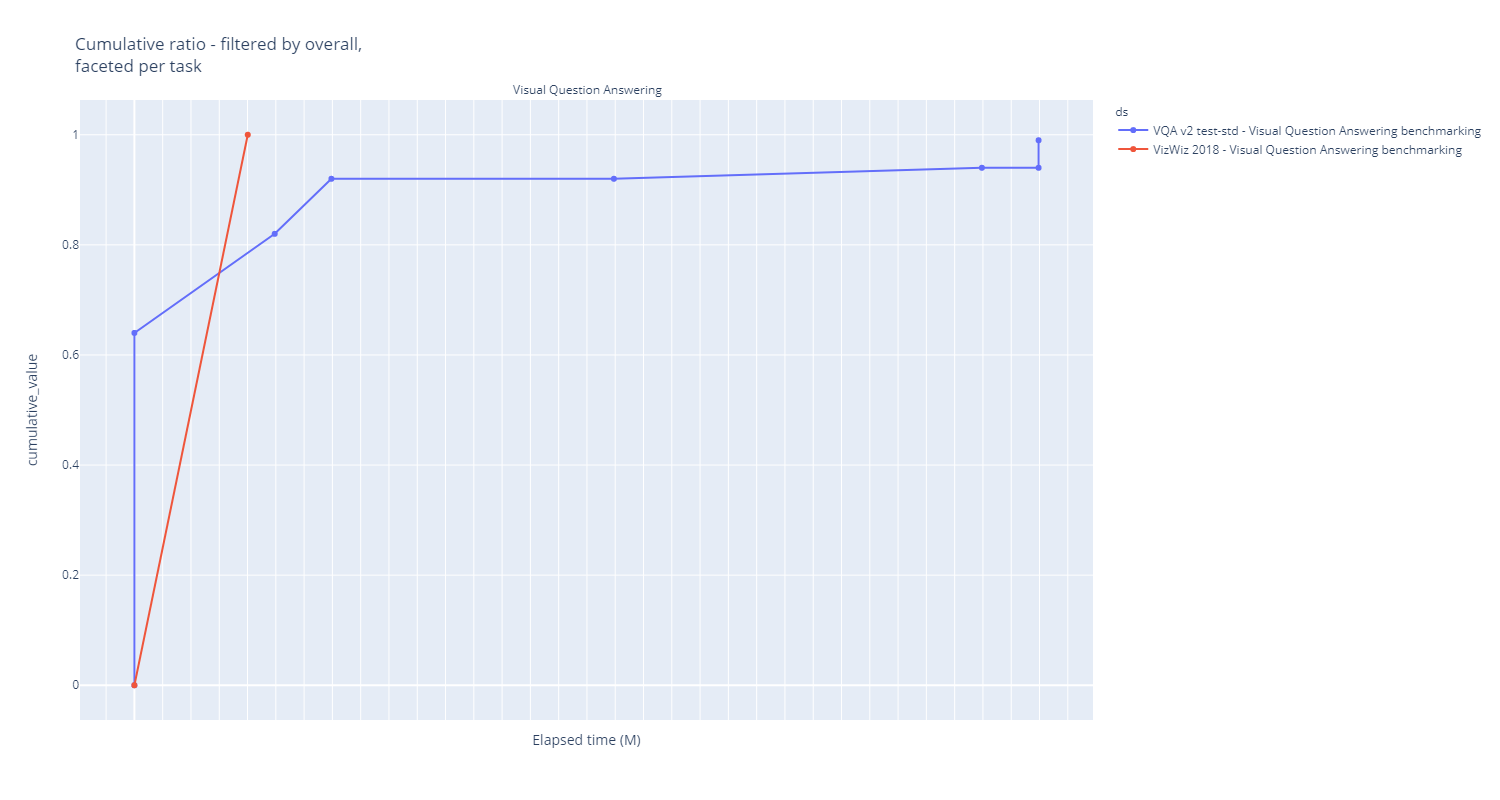 Cumulative ratio - filtered by overall,
faceted per task
Visual Question Answering
ds
VQA v2 test-std - Visual Question Answering benchmarking
VizWiz 2018 - Visual Question Answering benchmarking
1
0.8
0.6
0.4
0.2
0
cumulative_value
Elapsed time (M)